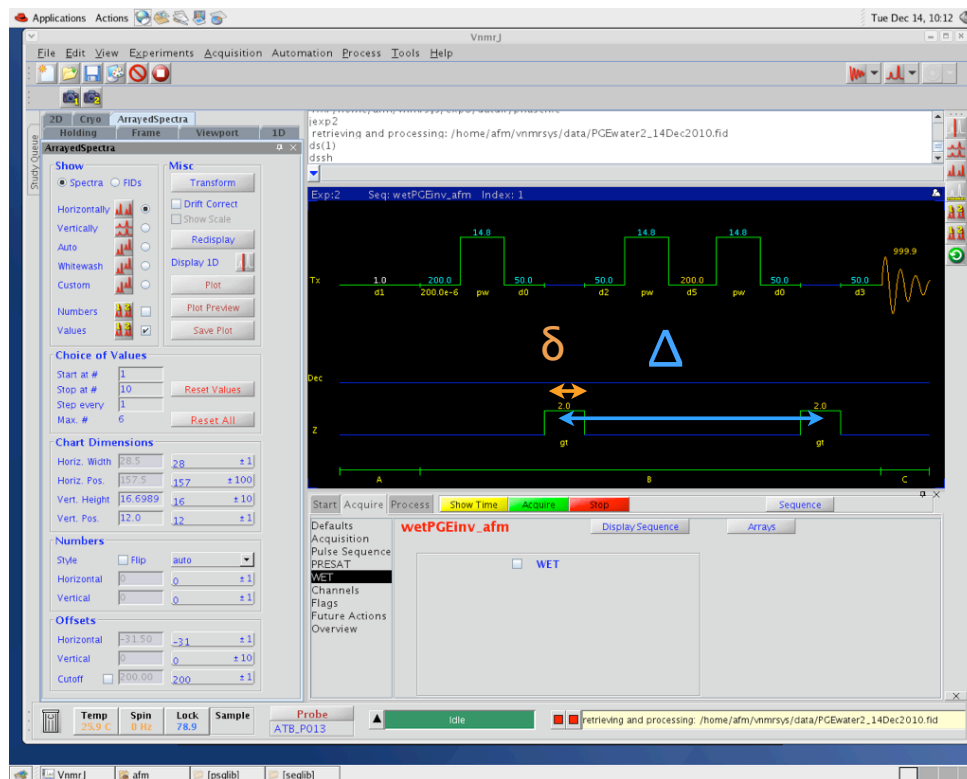 Applications Actions Tue Dec 14, 10:12
VnmrJ
File Edit View Experiments Acquisition Automation Process Tools Help
2D Cryo ArrayedSpectra
Holding Frame Viewport 1D
ArrayedSpectra
Study Queue
jexp2
retrieving and processing: /home/afm/vnmrsys/data/PGEwater2_14Dec2010.fid
ds(1)
dssh
Show Misc
Spectra FIDs Transform
Horizontally Drift Correct
Vertically Show Scale
Auto Redisplay
Whitewash Display 1D
Custom Plot
Numbers Plot Preview
Values Save Plot
Choice of Values
Start at # 1
Stop at # 10 Reset Values
Step every 1
Max. # 6 Reset All
Chart Dimensions
Horiz. Width 28.5 28 ±1
Horiz. Pos. 157.5 157 ±100
Vert. Height 16.6989 16 ±10
Vert. Pos. 12.0 12 ±1
Numbers
Style Flip auto
Horizontal 0 0 ±1
Vertical 0 0 ±1
Offsets
Horizontal -31.50 -31 ±1
Vertical 0 0 ±10
Cutoff 200.00 200 ±1
Exp:2 Seq: wetPGEinv_afm Index: 1
14.8 14.8 14.8
999.9
Tx 1.0 200.0 50.0 50.0 200.0 50.0 50.0
d1 200.0e-6 pw d0 d2 pw d5 pw d0 d3
δ Δ
Dec
2.0 2.0
Z
gt gt
A B C
Start Acquire Process Show Time Acquire Stop Sequence
Defaults wetPGEinv_afm Display Sequence Arrays
Acquisition
Pulse Sequence
PRESAT
WET WET
Channels
Flags
Future Actions
Overview
Temp Spin Lock Sample Probe
25.9 C 0 Hz 78.9 ATB_P013
Idle retrieving and processing: /home/afm/vnmrsys/data/PGEwater2_14Dec2010.fid
VnmrJ afm [psglib] [seqlib]